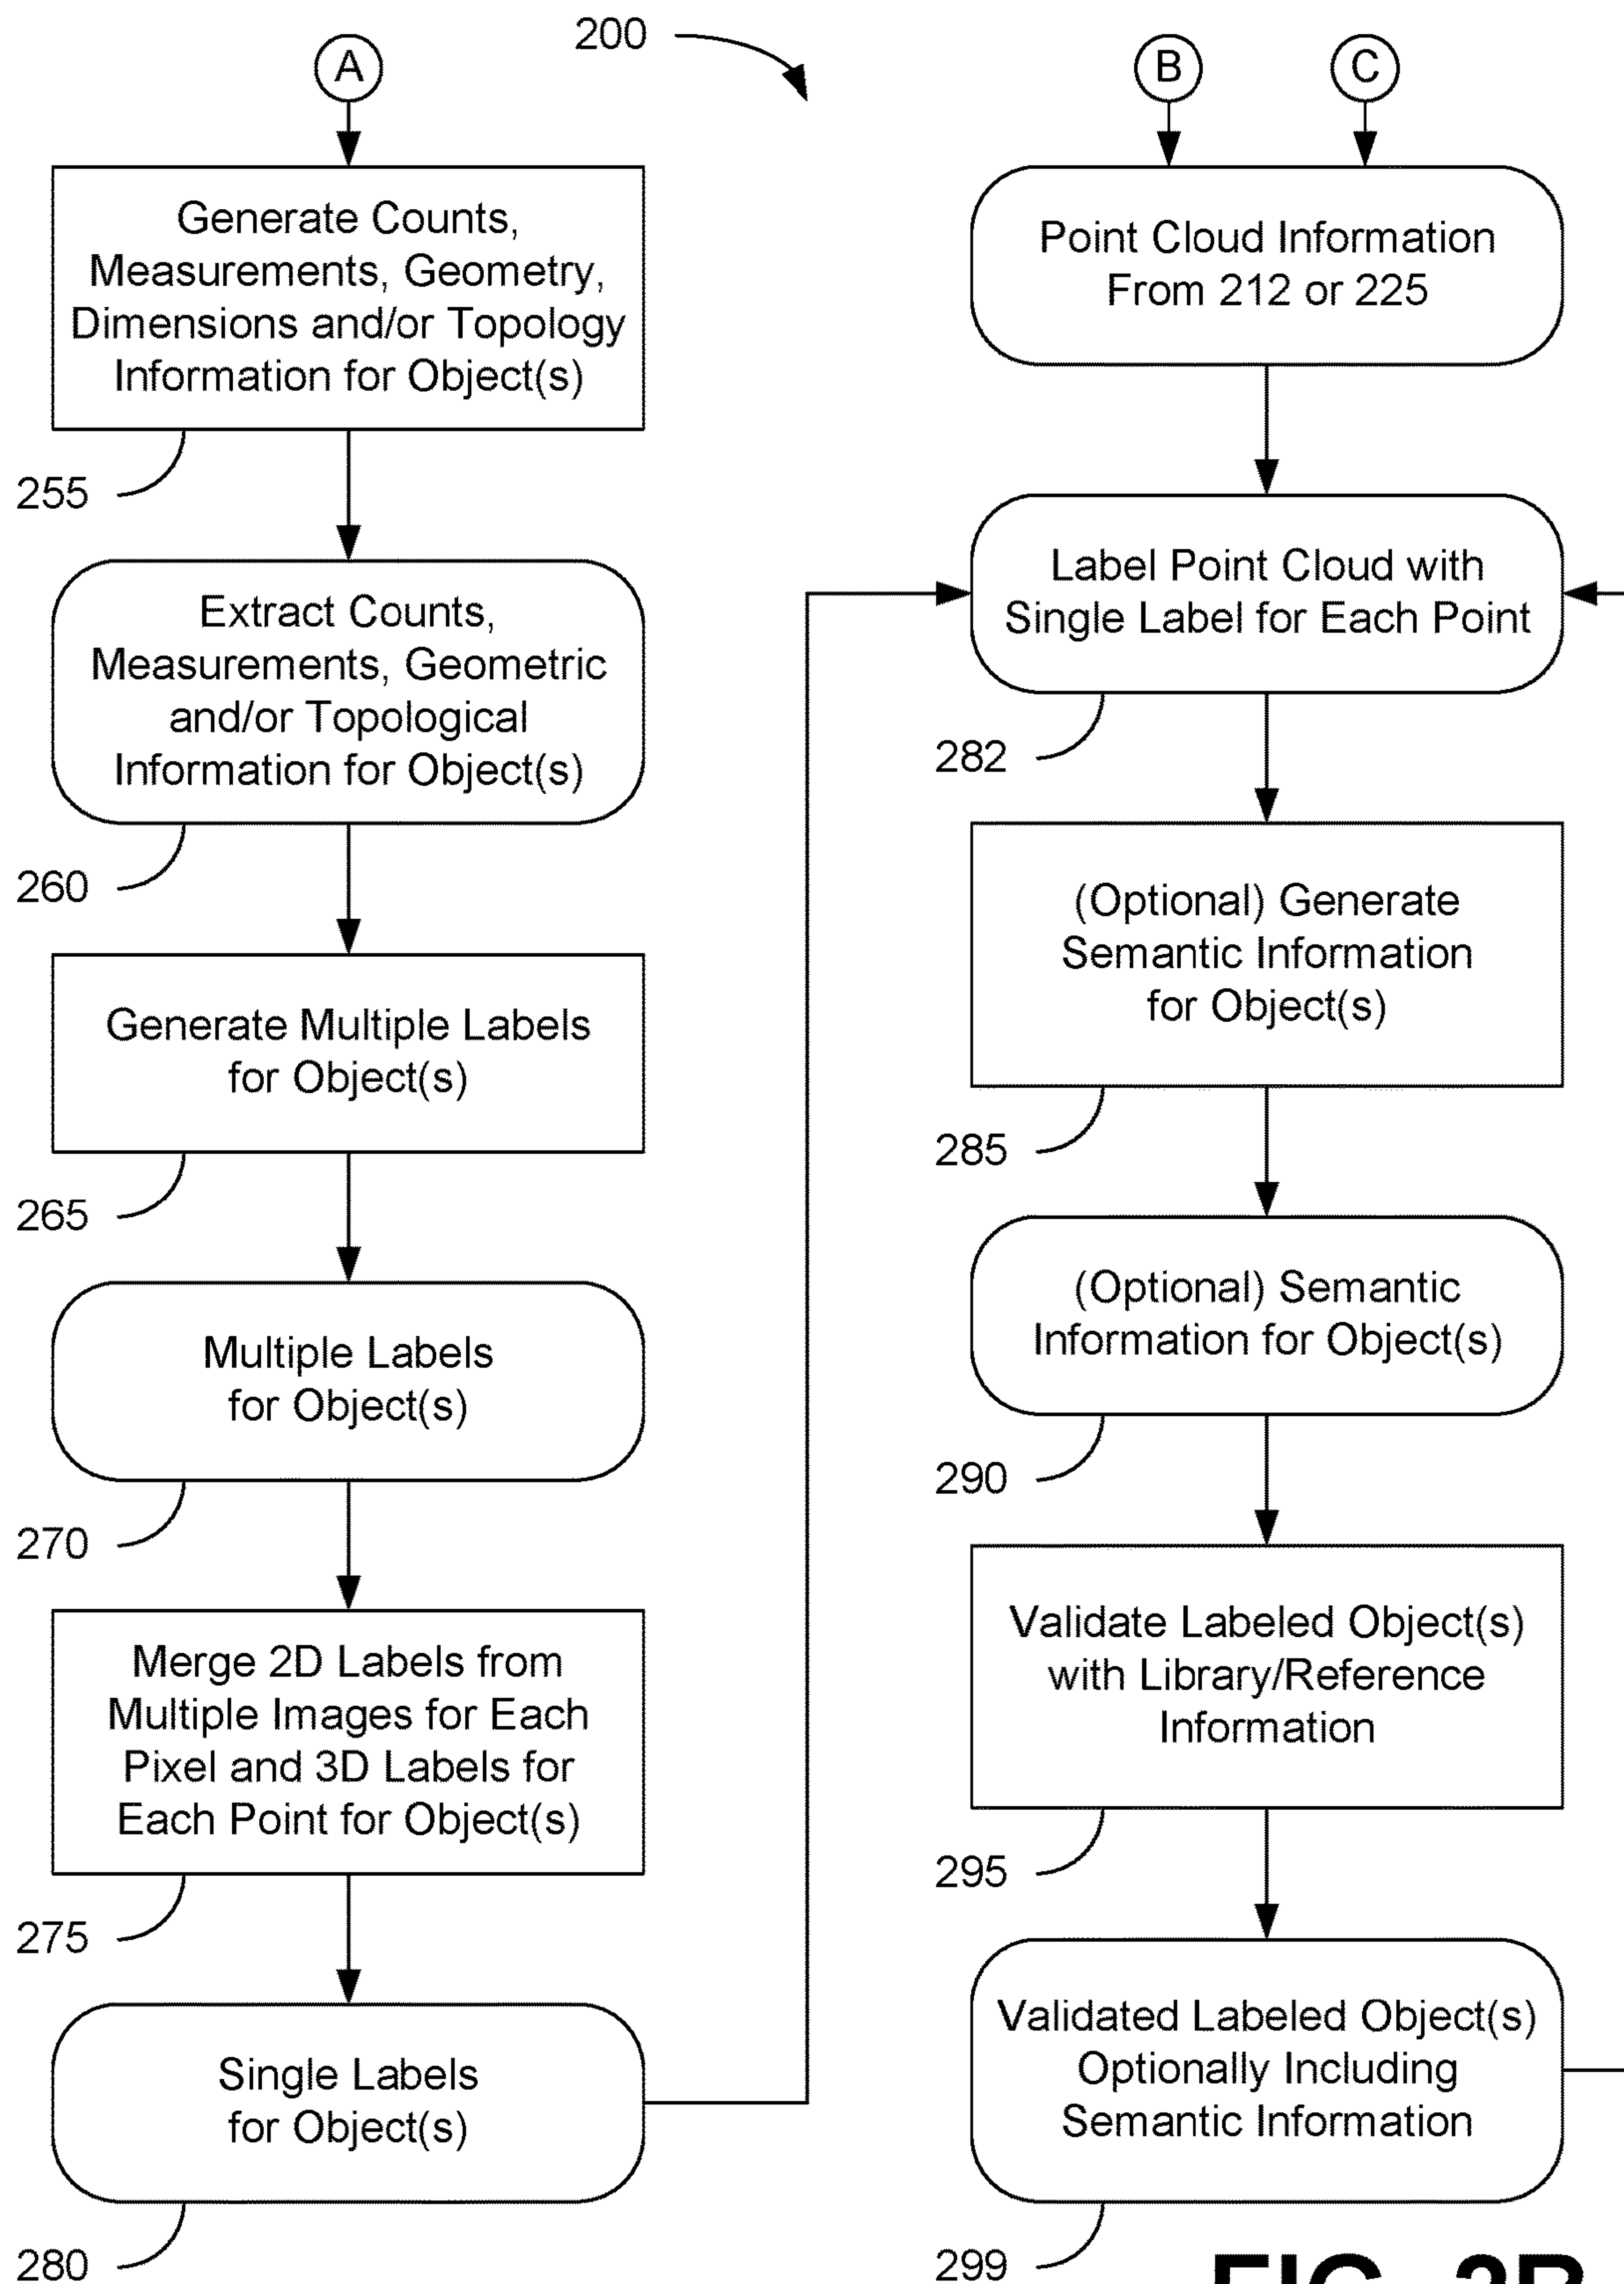 200
A
Generate Counts,
Measurements, Geometry,
Dimensions and/or Topology
Information for Object(s)
255
Extract Counts,
Measurements, Geometric
and/or Topological
Information for Object(s)
260
Generate Multiple Labels
for Object(s)
265
Multiple Labels
for Object(s)
270
Merge 2D Labels from
Multiple Images for Each
Pixel and 3D Labels for
Each Point for Object(s)
275
Single Labels
for Object(s)
280
B
C
Point Cloud Information
From 212 or 225
Label Point Cloud with
Single Label for Each Point
282
(Optional) Generate
Semantic Information
for Object(s)
285
(Optional) Semantic
Information for Object(s)
290
Validate Labeled Object(s)
with Library/Reference
Information
295
Validated Labeled Object(s)
Optionally Including
Semantic Information
299